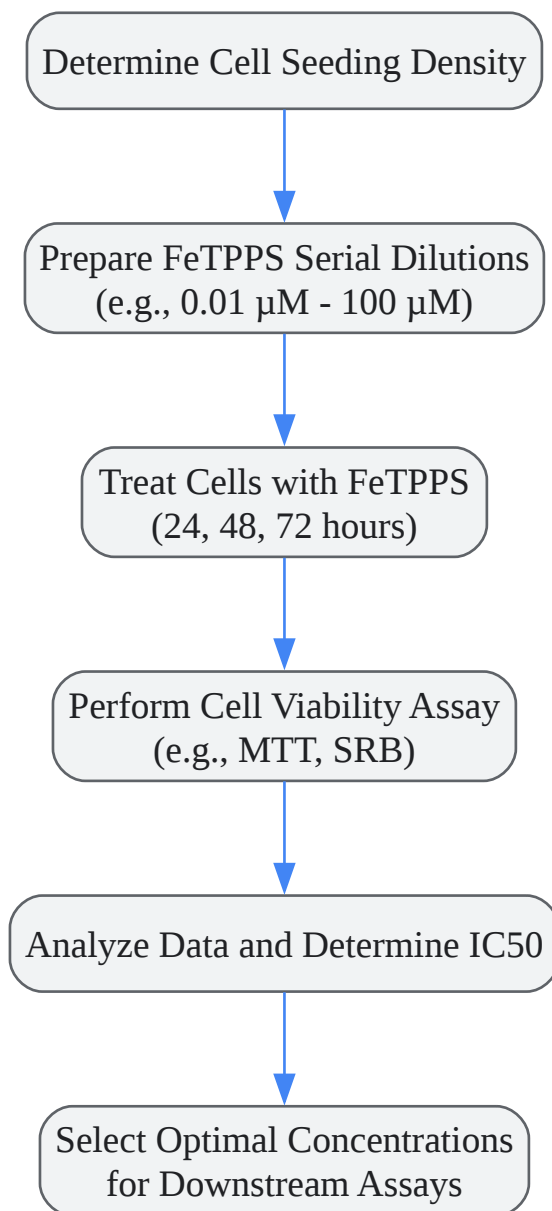 Determine Cell Seeding Density
Prepare FeTPPS Serial Dilutions
(e.g., 0.01 µM - 100 µM)
Treat Cells with FeTPPS
(24, 48, 72 hours)
Perform Cell Viability Assay
(e.g., MTT, SRB)
Analyze Data and Determine IC50
Select Optimal Concentrations
for Downstream Assays